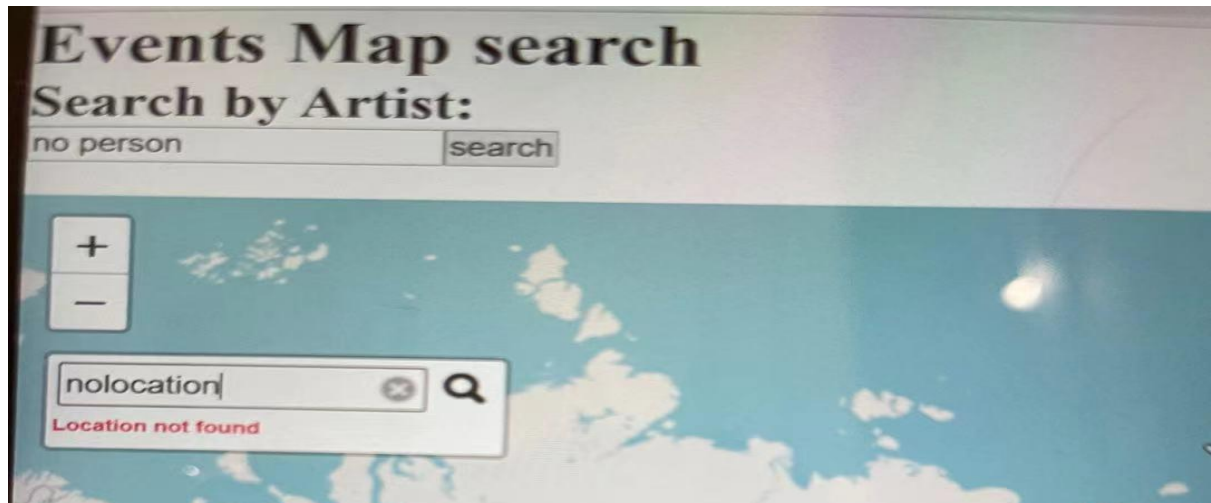 Events Map search
Search by Artist:
no person search
+
−
nolocation
Location not found